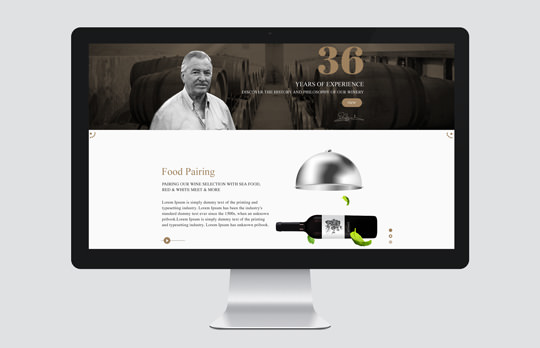 36
YEARS OF EXPERIENCE
DISCOVER THE HISTORY AND PHILOSOPHY OF OUR WINERY
Food Pairing
PAIRING OUR WINE SELECTION WITH SEA FOOD,
RED & WHITE MEET & MORE
Lorem Ipsum is simply dummy text of the printing and
typesetting industry. Lorem Ipsum has been the industry's
standard dummy text ever since the 1500s, when an unknown
printer.Lorem Ipsum is simply dummy text of the printing
and typesetting industry, Lorem Ipsum has unknown